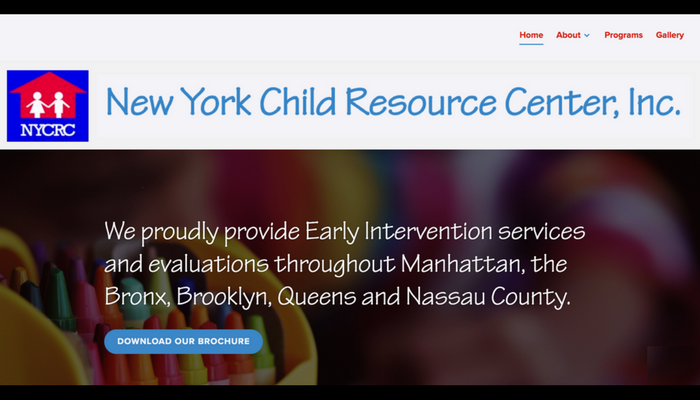 Home About Programs Gallery
NYCRC
New York Child Resource Center, Inc.
We proudly provide Early Intervention services
and evaluations throughout Manhattan, the
Bronx, Brooklyn, Queens and Nassau County.
DOWNLOAD OUR BROCHURE